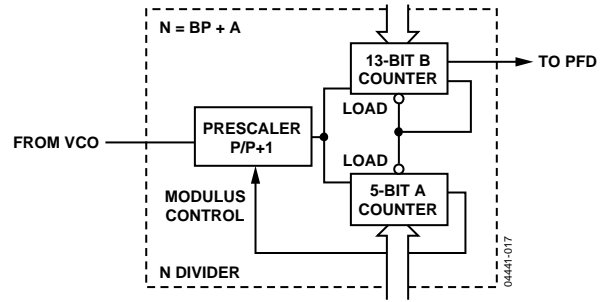 N = BP + A
13-BIT B
COUNTER
TO PFD
LOAD
PRESCALER
P/P+1
FROM VCO
LOAD
MODULUS
CONTROL
5-BIT A
COUNTER
N DIVIDER
04441-017